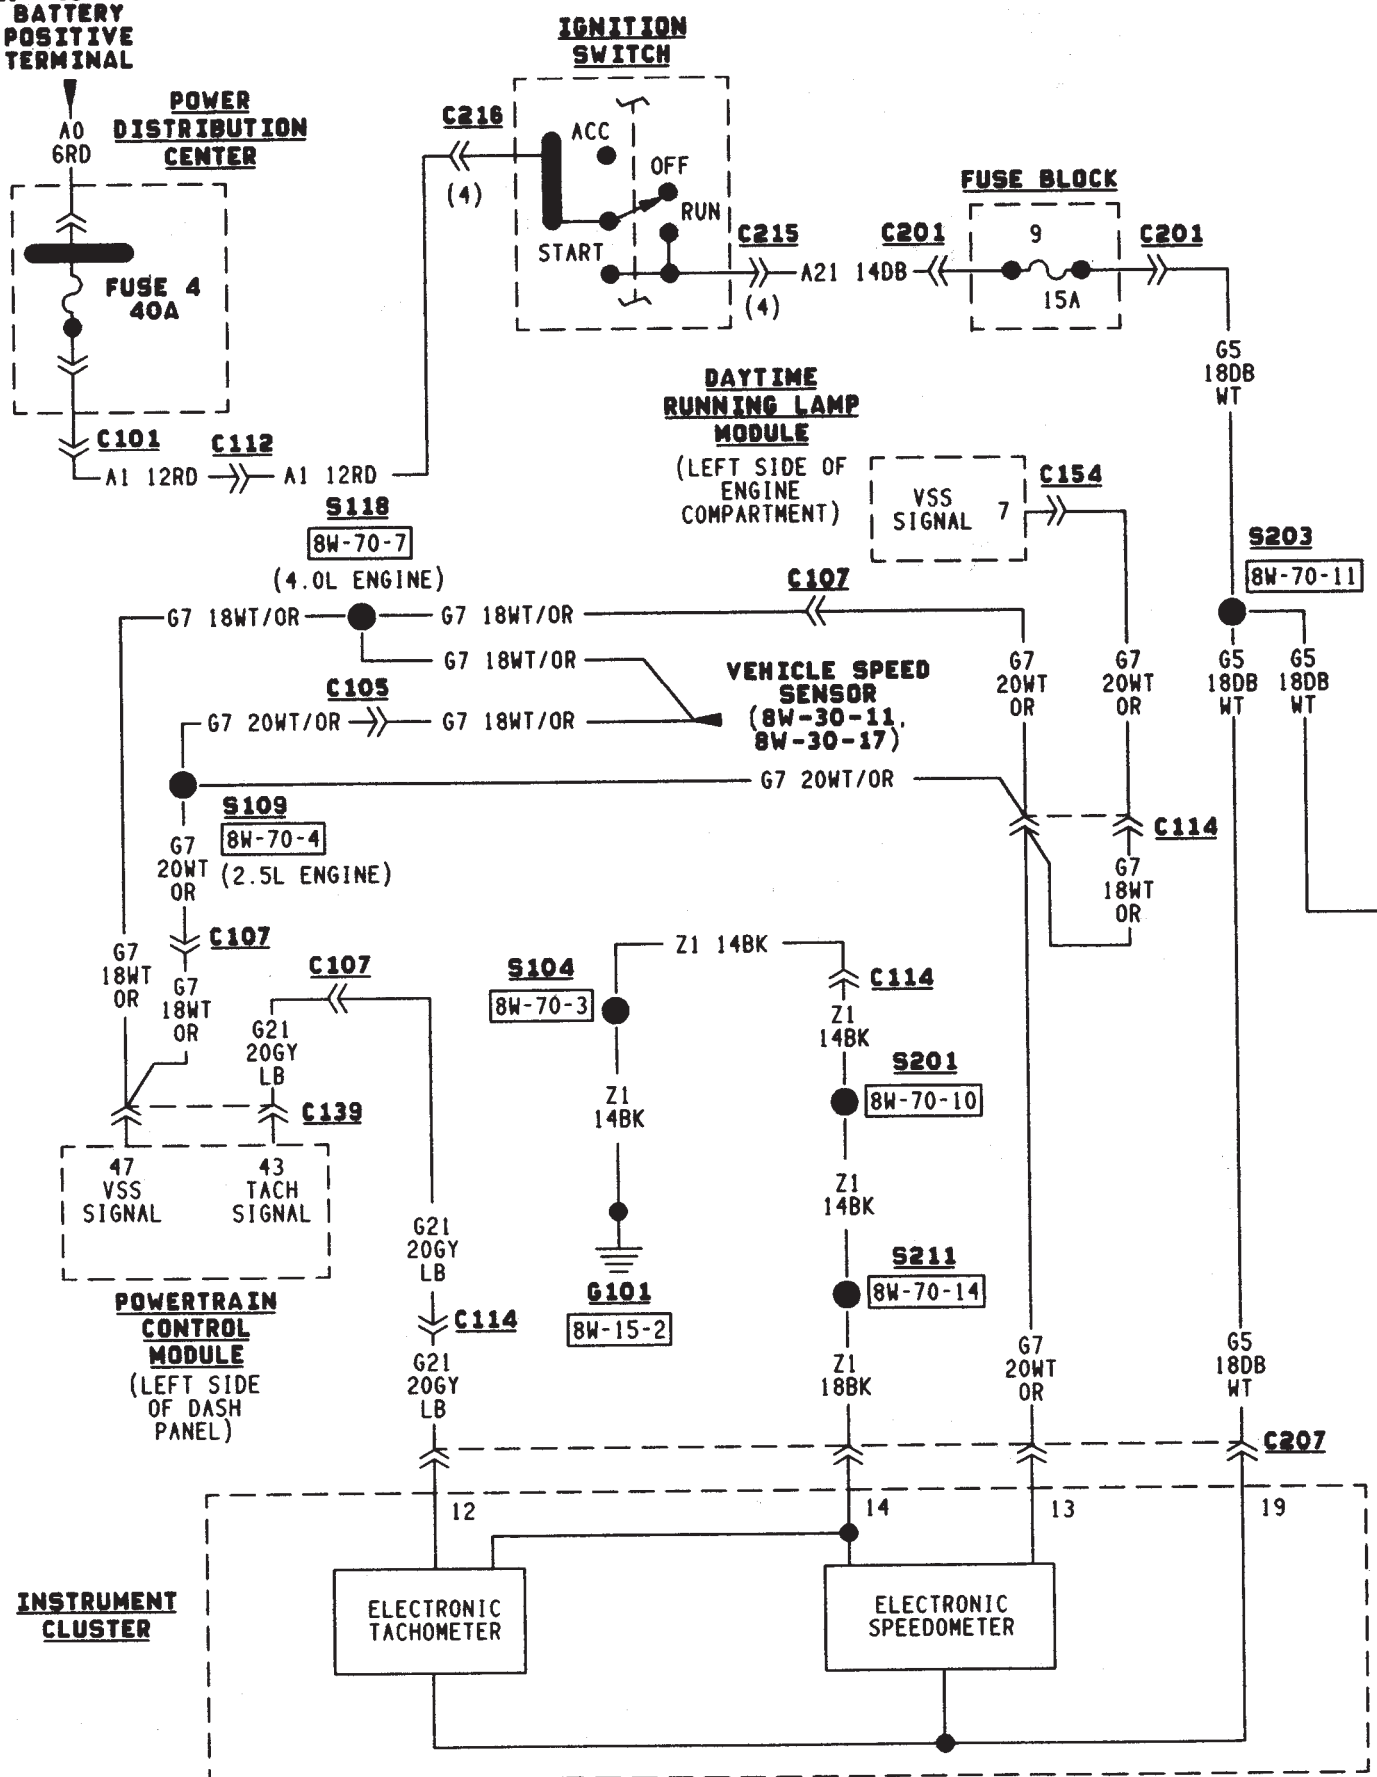 BATTERY
POSITIVE
TERMINAL
A0
6RD
POWER
DISTRIBUTION
CENTER
FUSE 4
40A
C101
A1 12RD
C112
A1 12RD
IGNITION
SWITCH
C216
(4)
ACC
OFF
RUN
START
C215
(4)
A21 14DB
C201
FUSE BLOCK
9
15A
C201
G5
18DB
WT
DAYTIME
RUNNING LAMP
MODULE
(LEFT SIDE OF
ENGINE
COMPARTMENT)
VSS
SIGNAL
7
C154
S203
8W-70-11
S118
8W-70-7
(4.0L ENGINE)
G7 18WT/OR
G7 18WT/OR
C107
G7 18WT/OR
C105
G7 20WT/OR
G7 18WT/OR
VEHICLE SPEED
SENSOR
(8W-30-11,
8W-30-17)
G7
20WT
OR
G7
20WT
OR
G5
18DB
WT
G5
18DB
WT
G7 20WT/OR
S109
8W-70-4
(2.5L ENGINE)
G7
20WT
OR
C114
G7
18WT
OR
C107
G7
18WT
OR
G7
18WT
OR
C107
G21
20GY
LB
C139
47
VSS
SIGNAL
43
TACH
SIGNAL
POWERTRAIN
CONTROL
MODULE
(LEFT SIDE
OF DASH
PANEL)
S104
8W-70-3
Z1 14BK
C114
Z1
14BK
S201
8W-70-10
Z1
14BK
Z1
14BK
S211
8W-70-14
G101
8W-15-2
G21
20GY
LB
C114
G21
20GY
LB
Z1
18BK
G7
20WT
OR
G5
18DB
WT
C207
12
14
13
19
INSTRUMENT
CLUSTER
ELECTRONIC
TACHOMETER
ELECTRONIC
SPEEDOMETER